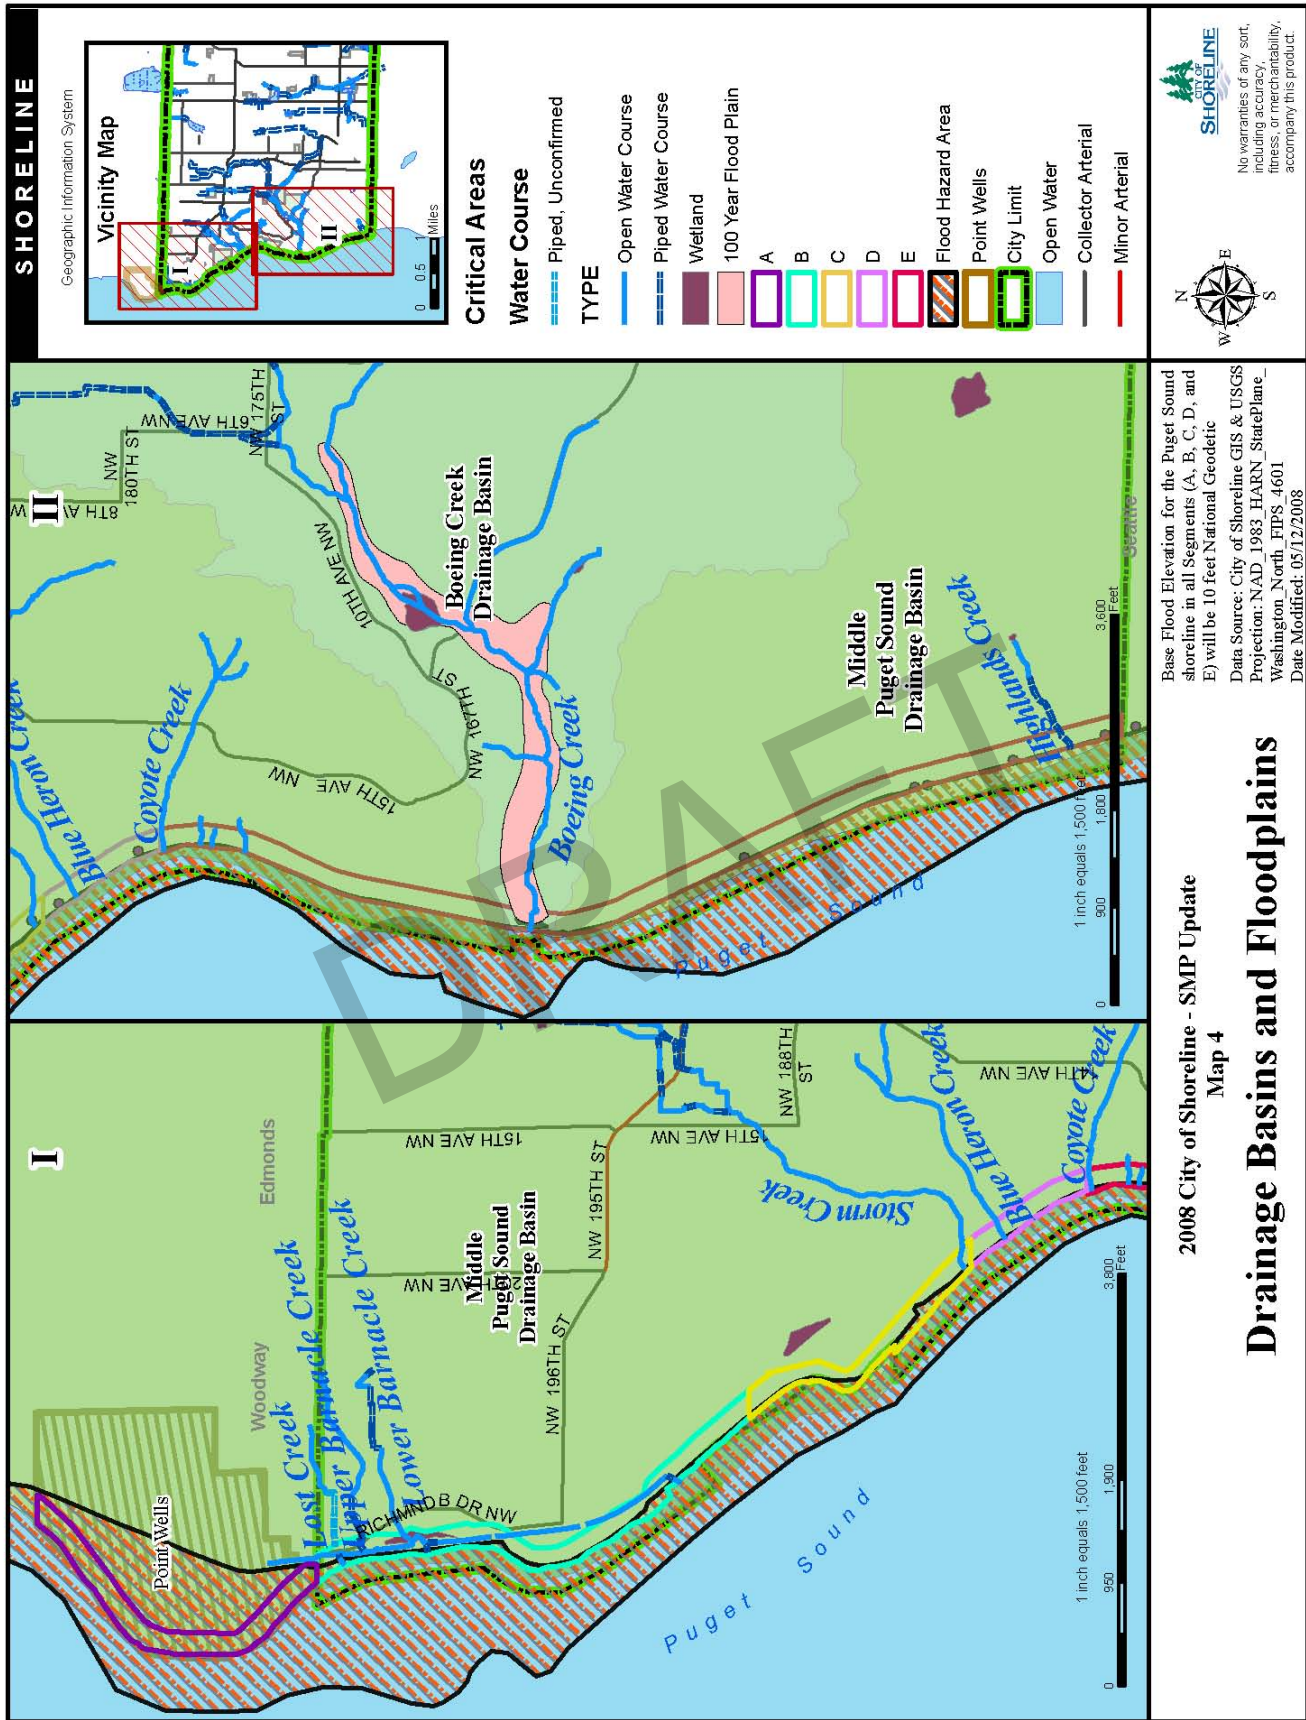 SHORELINE
Geographic Information System
Vicinity Map
I
II
0 0.5 1
Miles
Critical Areas
Water Course
Piped, Unconfirmed
TYPE
Open Water Course
Piped Water Course
Wetland
100 Year Flood Plain
A
B
C
D
E
Flood Hazard Area
Point Wells
City Limit
Open Water
Collector Arterial
Minor Arterial
N
W E
S
CITY OF
SHORELINE
No warranties of any sort,
including accuracy,
fitness, or merchantability,
accompany this product.
I
Edmonds
Woodway
Point Wells
Lost Creek
Upper Barnacle Creek
Lower Barnacle Creek
RICHMND B DR NW
15TH AVE NW
20TH AVE NW
NW 196TH ST
NW 195TH ST
15TH AVE NW
NW 188TH
ST
Middle
Puget Sound
Drainage Basin
Storm Creek
Blue Heron Creek
14TH AVE NW
Coyote Creek
Puget Sound
1 inch equals 1,500 feet
0 950 1,900 3,800
Feet
II
8TH AV NW
NW
180TH ST
6TH AVE NW
NW 175TH
ST
10TH AVE NW
Blue Heron Creek
Coyote Creek
15TH AVE NW
NW 167TH ST
Boeing Creek
Drainage Basin
Boeing Creek
Middle
Puget Sound
Drainage Basin
Highlands Creek
Seattle
Puget Sound
1 inch equals 1,500 feet
0 900 1,800 3,600
Feet
DRAFT
2008 City of Shoreline - SMP Update
Map 4
Drainage Basins and Floodplains
Base Flood Elevation for the Puget Sound
shoreline in all Segments (A, B, C, D, and
E) will be 10 feet National Geodetic
Data Source: City of Shoreline GIS & USGS
Projection: NAD_1983_HARN_StatePlane_
Washington_North_FIPS_4601
Date Modified: 05/12/2008